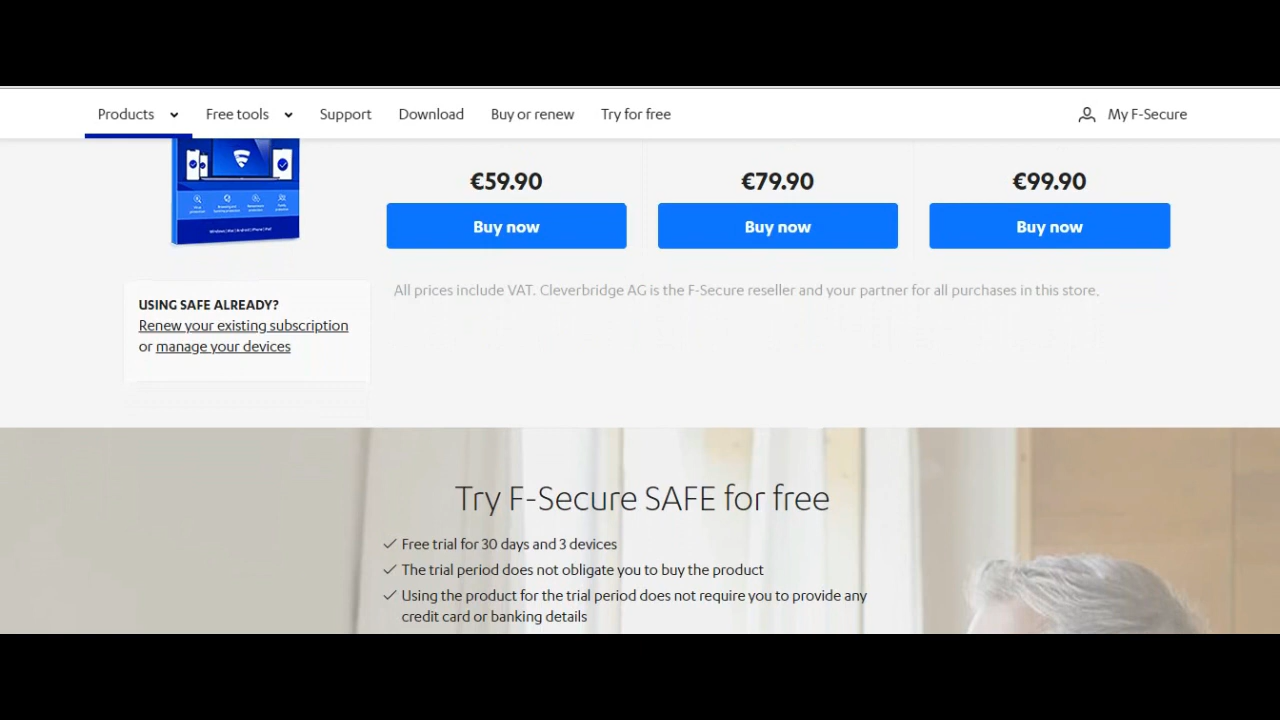 Products Free tools Support Download Buy or renew Try for free My F-Secure
€59.90 €79.90 €99.90
Buy now Buy now Buy now
USING SAFE ALREADY?
Renew your existing subscription
or manage your devices
All prices include VAT. Cleverbridge AG is the F-Secure reseller and your partner for all purchases in this store.
Try F-Secure SAFE for free
Free trial for 30 days and 3 devices
The trial period does not obligate you to buy the product
Using the product for the trial period does not require you to provide any
credit card or banking details